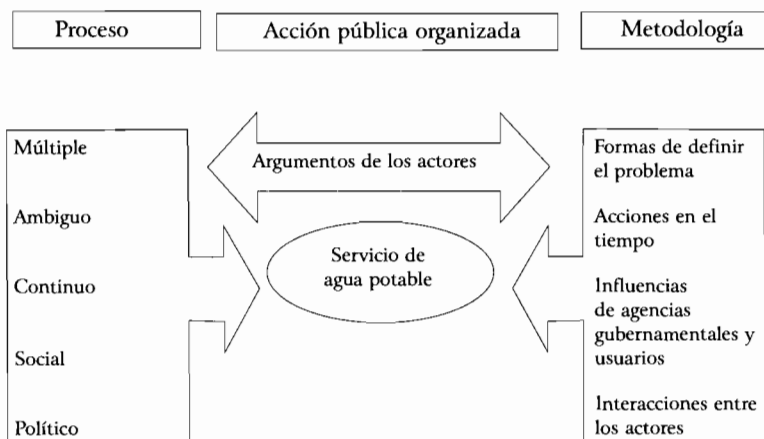 Proceso
Acción pública organizada
Metodología
Múltiple
Ambiguo
Continuo
Social
Político
Argumentos de los actores
Servicio de
agua potable
Formas de definir
el problema
Acciones en el
tiempo
Influencias
de agencias
gubernamentales y
usuarios
Interacciones entre
los actores